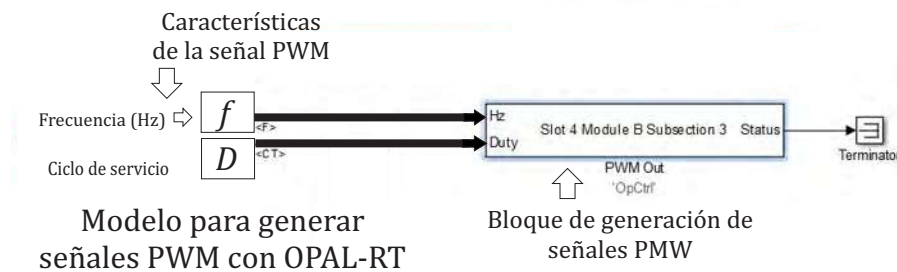 Características
de la señal PWM
Frecuencia (Hz)
f
<F>
Hz
Ciclo de servicio
D
<CT>
Duty
Slot 4 Module B Subsection 3
Status
Terminator
PWM Out
'OpCtrl'
Modelo para generar
señales PWM con OPAL-RT
Bloque de generación de
señales PMW